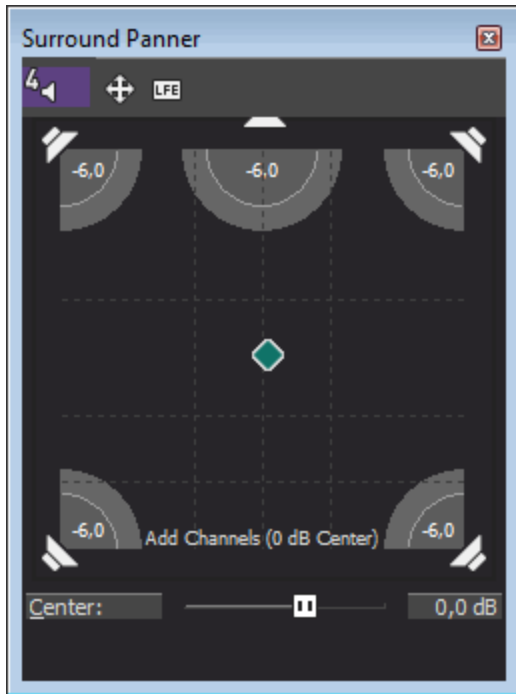 Surround Panner
4 LFE
-6,0 -6,0 -6,0
-6,0 Add Channels (0 dB Center) -6,0
Center: 0,0 dB